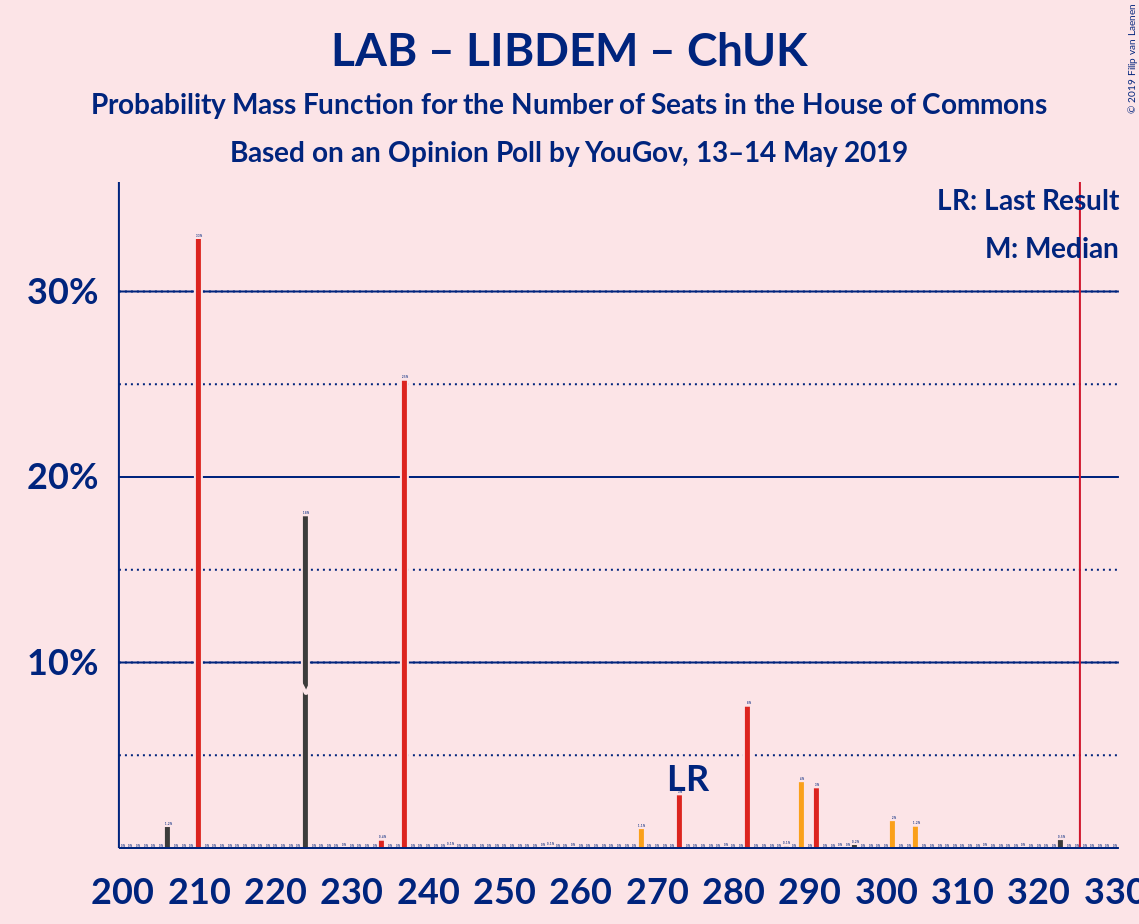 LAB – LIBDEM – ChUK
Probability Mass Function for the Number of Seats in the House of Commons
Based on an Opinion Poll by YouGov, 13–14 May 2019
© 2019 Filip van Laenen
LR: Last Result
M: Median
30%
20%
10%
LR
200 210 220 230 240 250 260 270 280 290 300 310 320 330